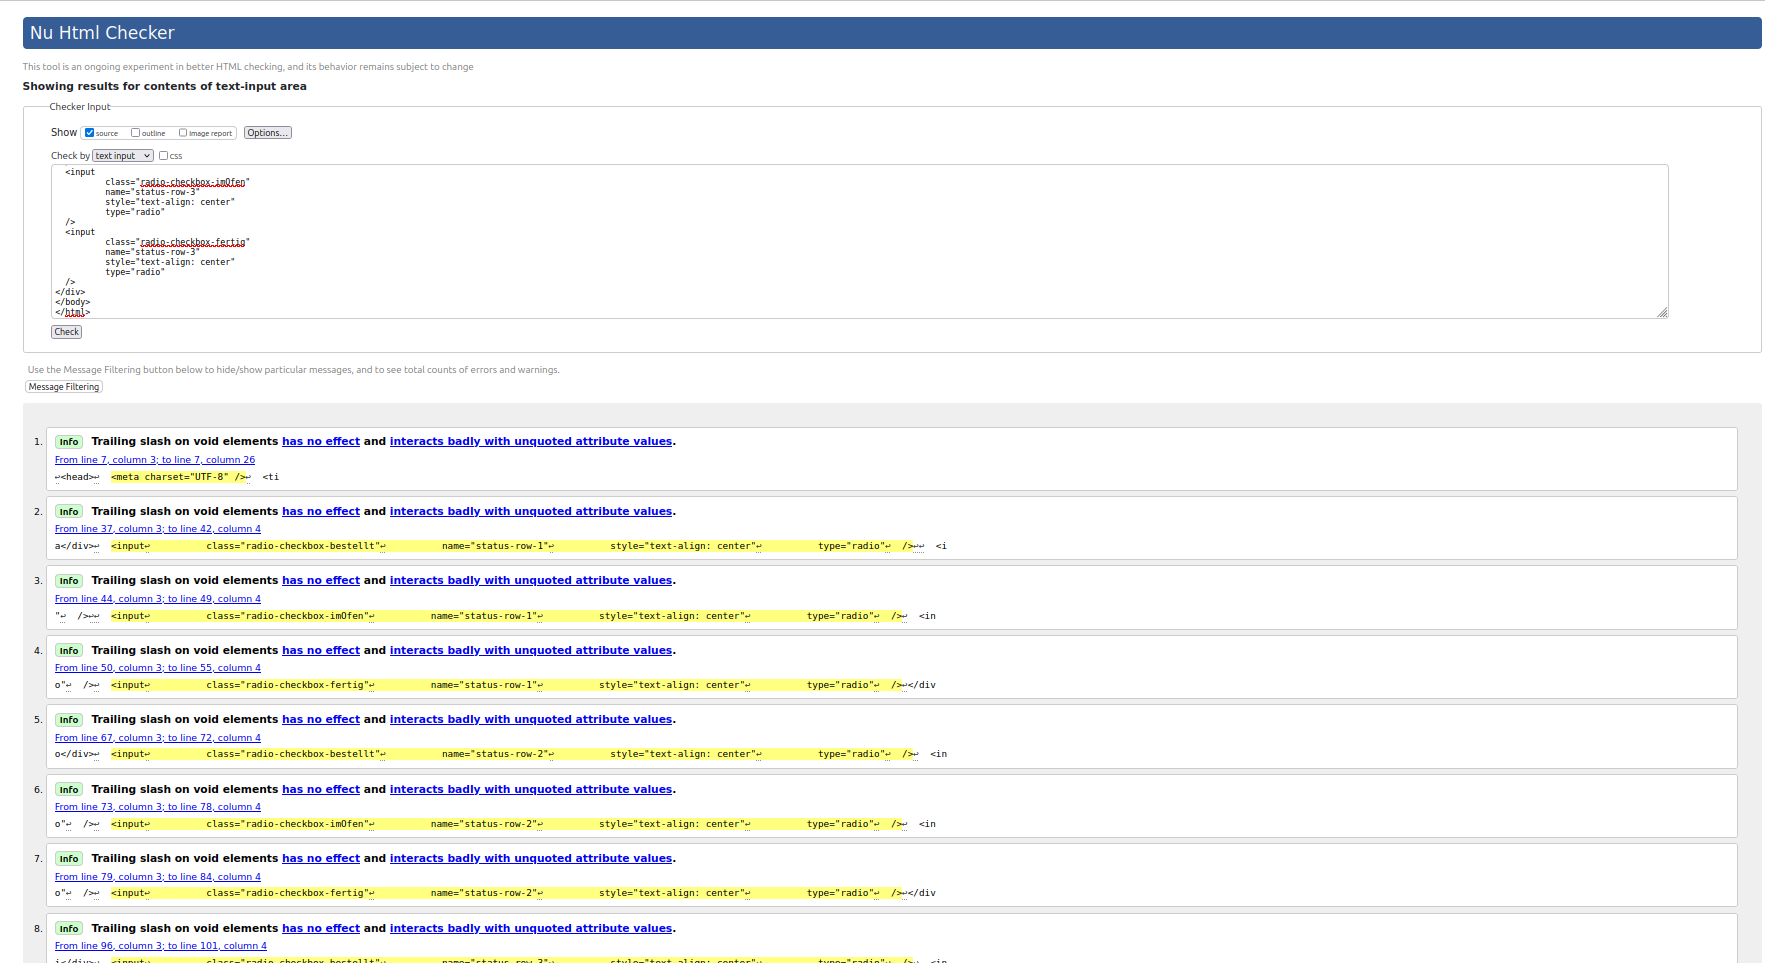 Nu Html Checker
This tool is an ongoing experiment in better HTML checking, and its behavior remains subject to change
Showing results for contents of text-input area
Checker Input
Show source outline image report Options...
Check by text input css
<input
class="radio-checkbox-imOfen"
name="status-row-3"
style="text-align: center"
type="radio"
/>
<input
class="radio-checkbox-fertig"
name="status-row-3"
style="text-align: center"
type="radio"
/>
</div>
</body>
</html>
Check
Use the Message Filtering button below to hide/show particular messages, and to see total counts of errors and warnings.
Message Filtering
1. Info Trailing slash on void elements has no effect and interacts badly with unquoted attribute values.
From line 7, column 3; to line 7, column 26
↩<head>↩ <meta charset="UTF-8" />↩ <ti
2. Info Trailing slash on void elements has no effect and interacts badly with unquoted attribute values.
From line 37, column 3; to line 42, column 4
a</div>↩ <input↩ class="radio-checkbox-bestellt"↩ name="status-row-1"↩ style="text-align: center"↩ type="radio"↩ />↩↩ <i
3. Info Trailing slash on void elements has no effect and interacts badly with unquoted attribute values.
From line 44, column 3; to line 49, column 4
"↩ />↩↩ <input↩ class="radio-checkbox-imOfen"↩ name="status-row-1"↩ style="text-align: center"↩ type="radio"↩ />↩ <in
4. Info Trailing slash on void elements has no effect and interacts badly with unquoted attribute values.
From line 50, column 3; to line 55, column 4
o"↩ />↩ <input↩ class="radio-checkbox-fertig"↩ name="status-row-1"↩ style="text-align: center"↩ type="radio"↩ />↩</div
5. Info Trailing slash on void elements has no effect and interacts badly with unquoted attribute values.
From line 67, column 3; to line 72, column 4
o</div>↩ <input↩ class="radio-checkbox-bestellt"↩ name="status-row-2"↩ style="text-align: center"↩ type="radio"↩ />↩ <in
6. Info Trailing slash on void elements has no effect and interacts badly with unquoted attribute values.
From line 73, column 3; to line 78, column 4
o"↩ />↩ <input↩ class="radio-checkbox-imOfen"↩ name="status-row-2"↩ style="text-align: center"↩ type="radio"↩ />↩ <in
7. Info Trailing slash on void elements has no effect and interacts badly with unquoted attribute values.
From line 79, column 3; to line 84, column 4
o"↩ />↩ <input↩ class="radio-checkbox-fertig"↩ name="status-row-2"↩ style="text-align: center"↩ type="radio"↩ />↩</div
8. Info Trailing slash on void elements has no effect and interacts badly with unquoted attribute values.
From line 96, column 3; to line 101, column 4
i</div>↩ <input↩ class="radio-checkbox-bestellt"↩ name="status-row-3"↩ style="text-align: center"↩ type="radio"↩ />↩ <in